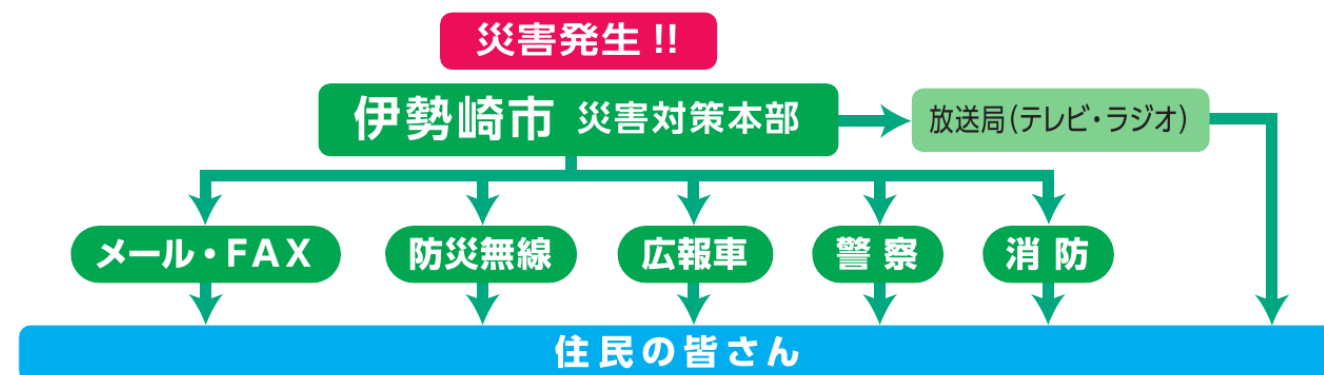 災害発生!!
伊勢崎市 災害対策本部
放送局(テレビ・ラジオ)
メール・FAX
防災無線
広報車
警察
消防
住民の皆さん